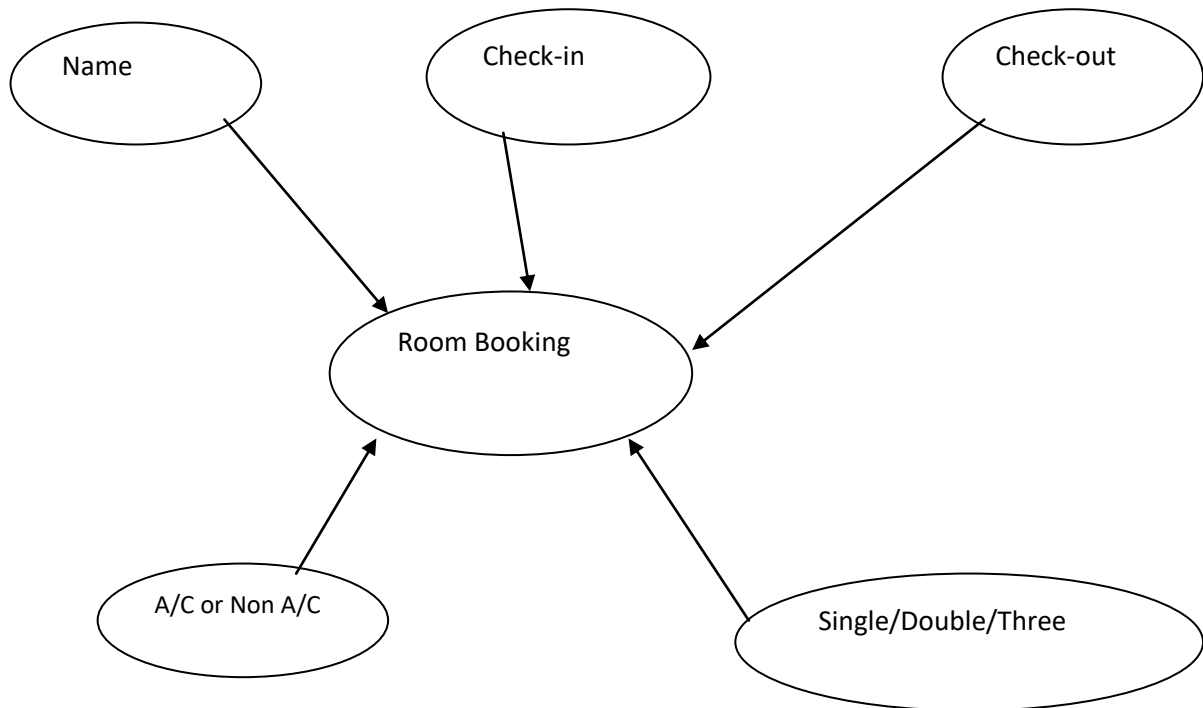 Name
Check-in
Check-out
Room Booking
A/C or Non A/C
Single/Double/Three